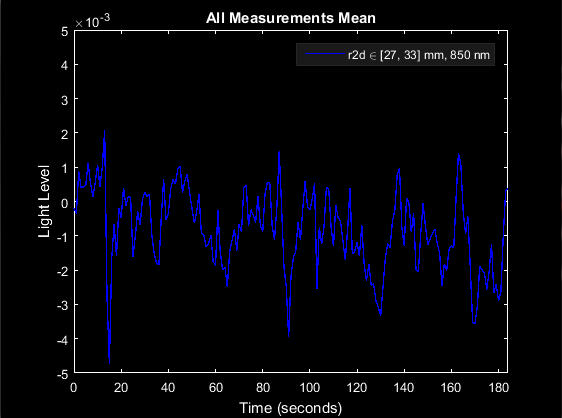 All Measurements Mean
×10⁻³
r2d ∈ [27, 33] mm, 850 nm
5
4
3
2
1
0
-1
-2
-3
-4
-5
Light Level
0 20 40 60 80 100 120 140 160 180
Time (seconds)